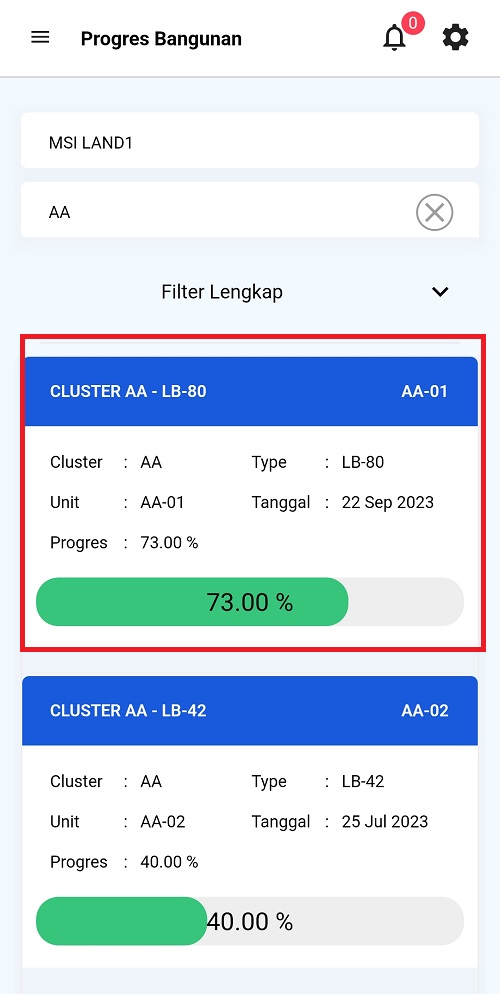 Progres Bangunan 0
MSI LAND1
AA
Filter Lengkap
CLUSTER AA - LB-80 AA-01
Cluster : AA Type : LB-80
Unit : AA-01 Tanggal : 22 Sep 2023
Progres : 73.00 %
73.00 %
CLUSTER AA - LB-42 AA-02
Cluster : AA Type : LB-42
Unit : AA-02 Tanggal : 25 Jul 2023
Progres : 40.00 %
40.00 %